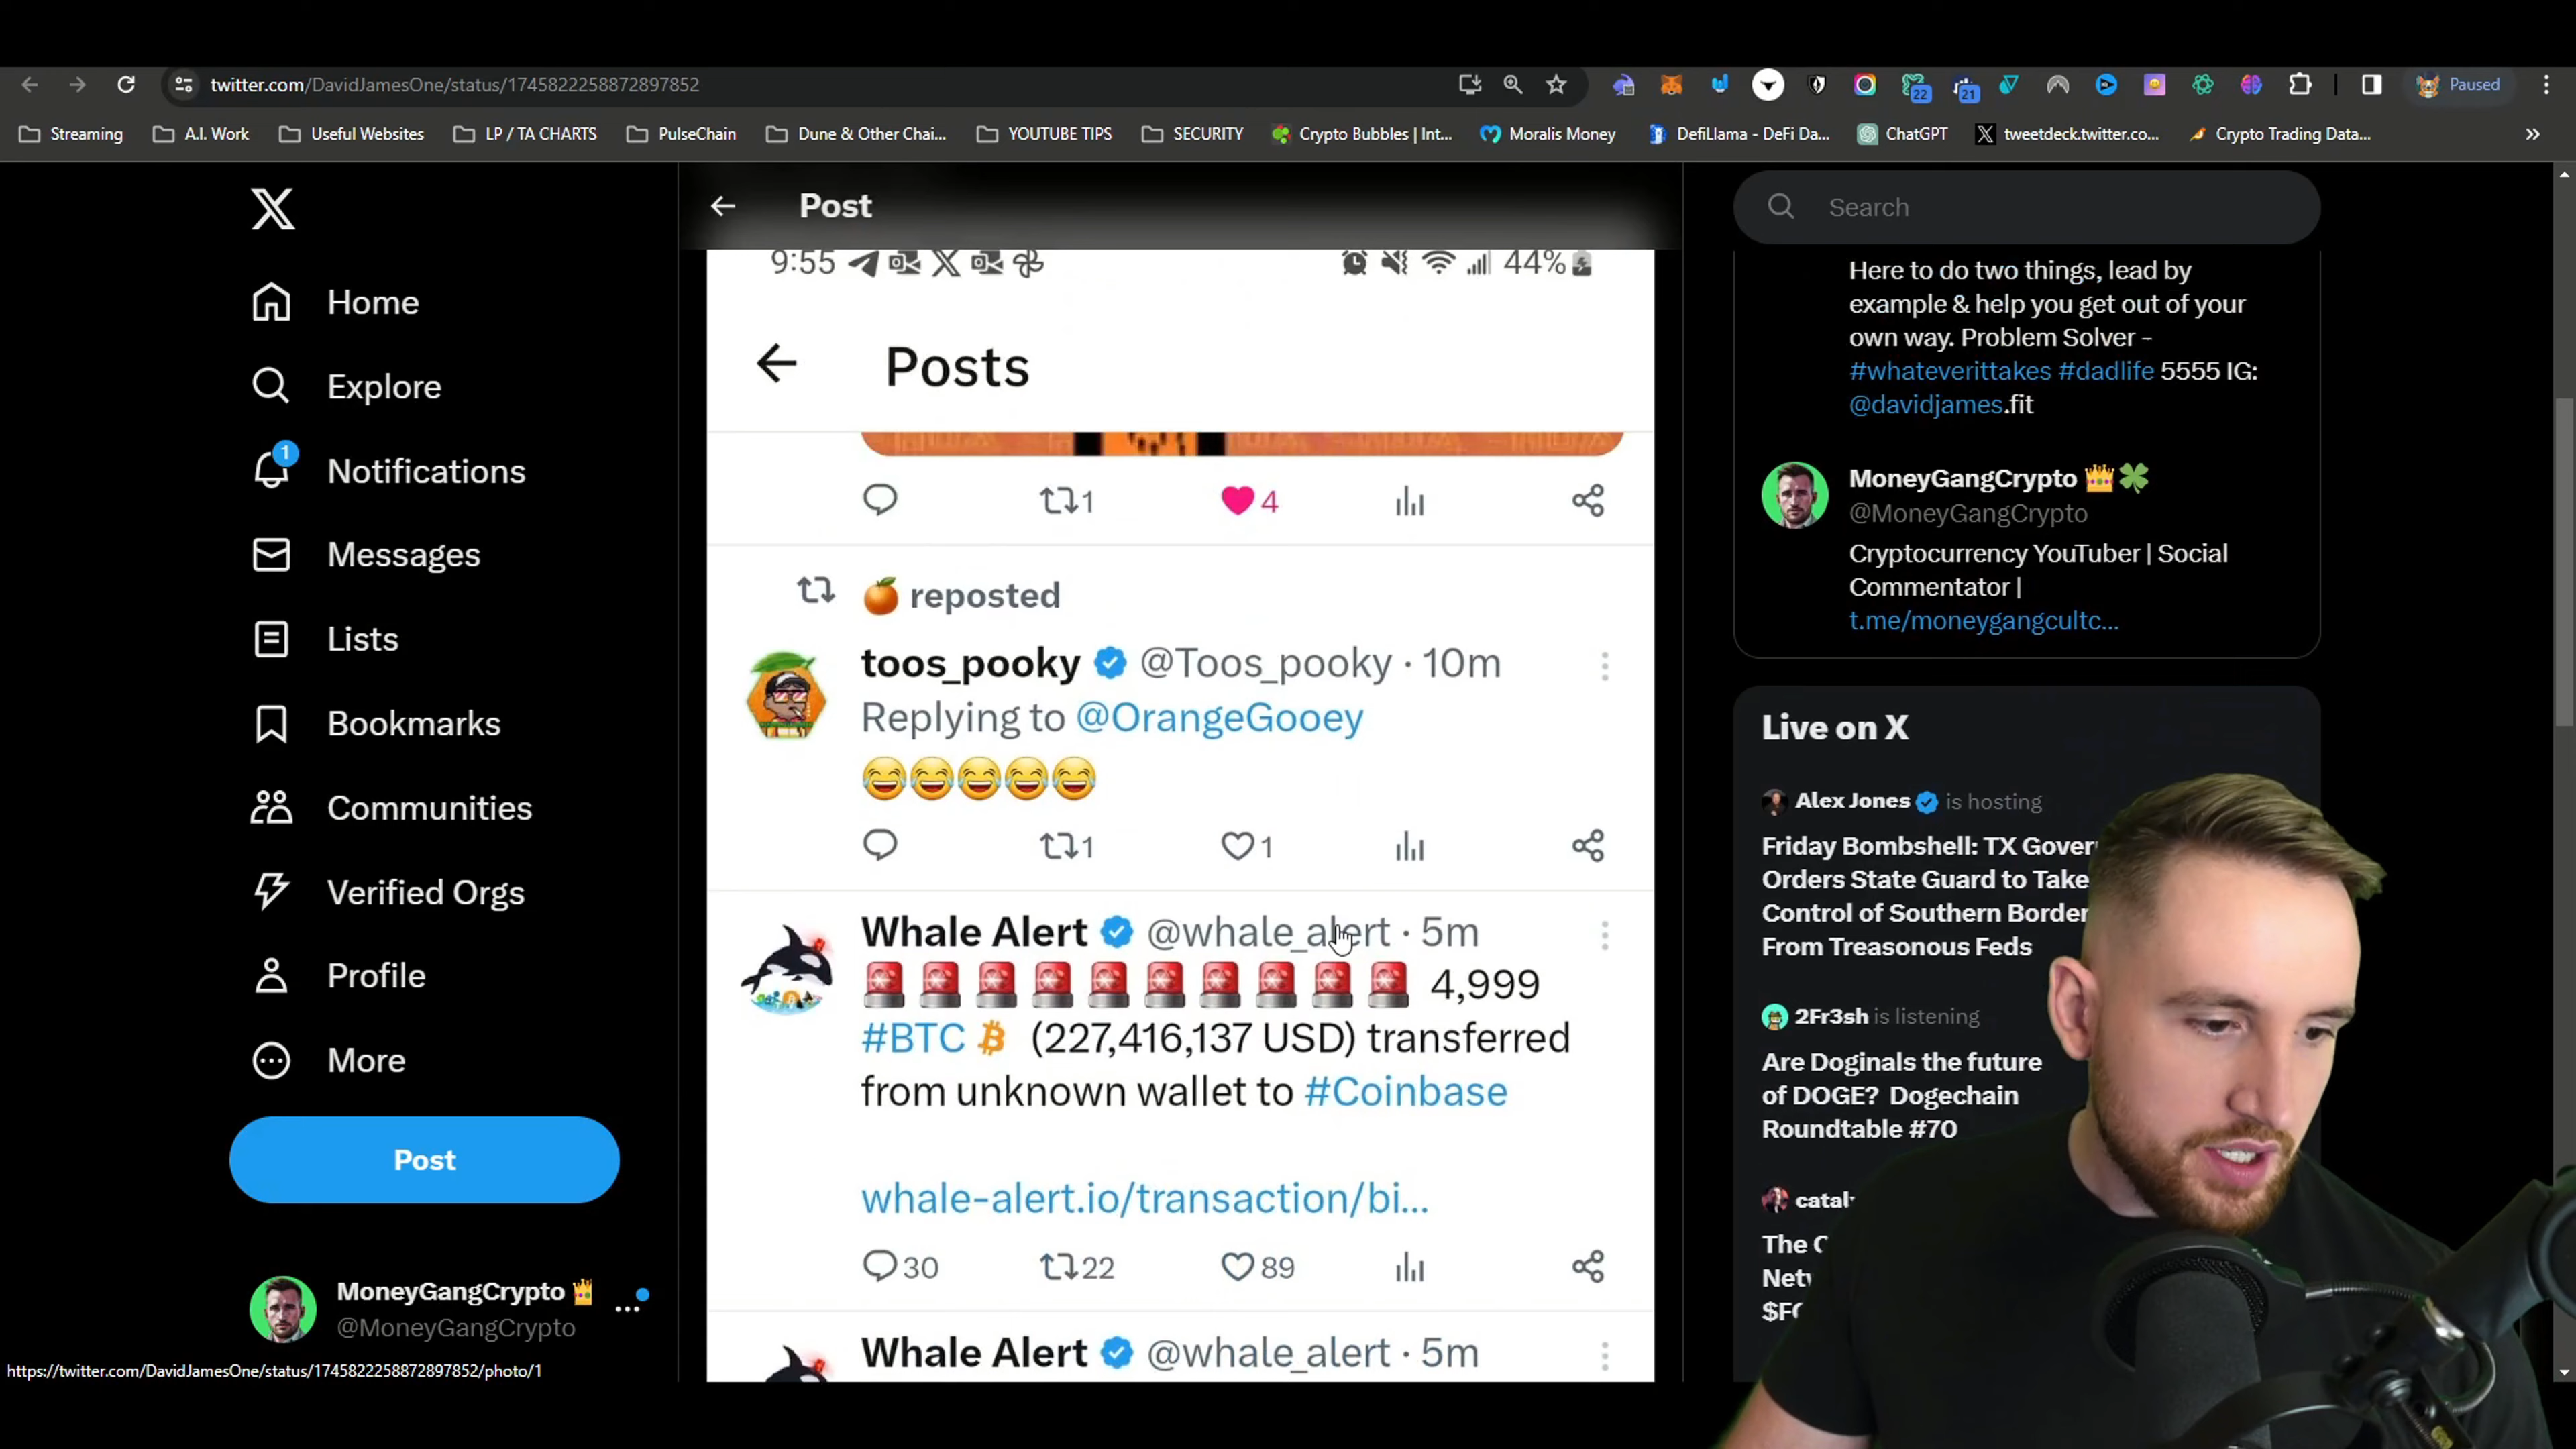 twitter.com/DavidJamesOne/status/1745822258872897852
22
21
Paused
Streaming
A.I. Work
Useful Websites
LP / TA CHARTS
PulseChain
Dune & Other Chai...
YOUTUBE TIPS
SECURITY
Crypto Bubbles | Int...
Moralis Money
DefiLlama - DeFi Da...
ChatGPT
tweetdeck.twitter.co...
Crypto Trading Data...
Home
Explore
1
Notifications
Messages
Lists
Bookmarks
Communities
Verified Orgs
Profile
More
Post
MoneyGangCrypto 👑
@MoneyGangCrypto
https://twitter.com/DavidJamesOne/status/1745822258872897852/photo/1
Post
9:55
44%
Posts
1
4
🍊 reposted
toos_pooky @Toos_pooky · 10m
Replying to @OrangeGooey
😂😂😂😂😂
1
1
Whale Alert @whale_alert · 5m
🚨🚨🚨🚨🚨🚨🚨🚨🚨🚨 4,999
#BTC (227,416,137 USD) transferred
from unknown wallet to #Coinbase
whale-alert.io/transaction/bi...
30
22
89
Whale Alert @whale_alert · 5m
Search
Here to do two things, lead by
example & help you get out of your
own way. Problem Solver -
#whateverittakes #dadlife 5555 IG:
@davidjames.fit
MoneyGangCrypto 👑🍀
@MoneyGangCrypto
Cryptocurrency YouTuber | Social
Commentator |
t.me/moneygangcultc...
Live on X
Alex Jones is hosting
Friday Bombshell: TX Gover
Orders State Guard to Take
Control of Southern Border
From Treasonous Feds
2Fr3sh is listening
Are Doginals the future
of DOGE? Dogechain
Roundtable #70
catal
The
Net